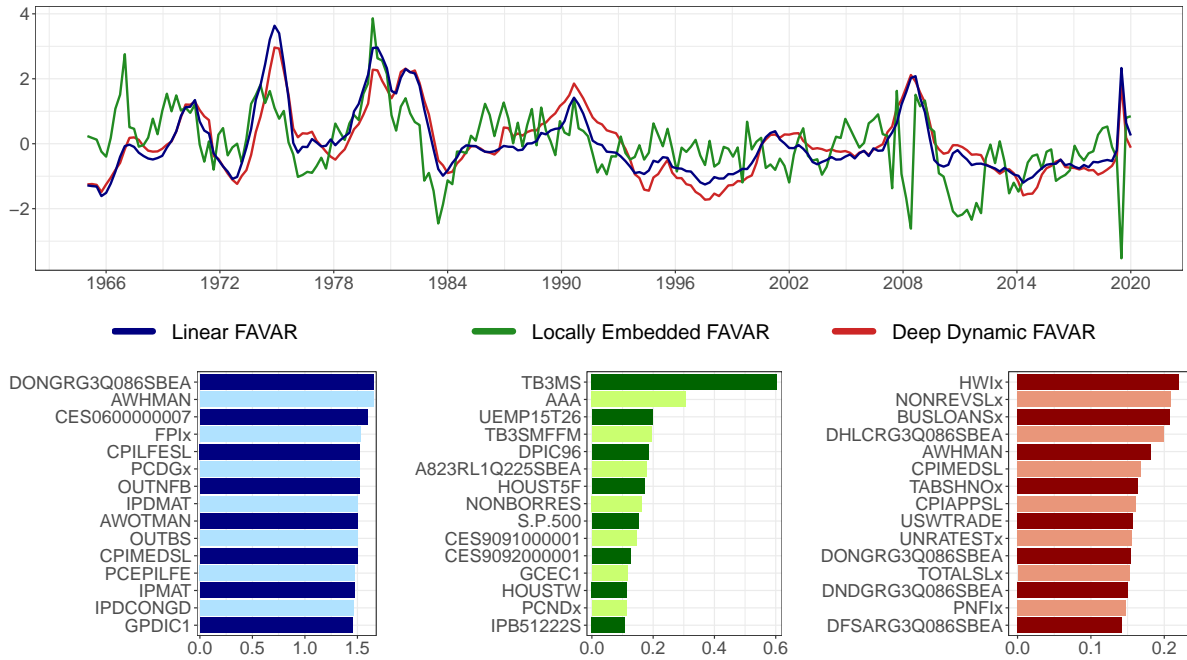 4
2
0
−2
1966 1972 1978 1984 1990 1996 2002 2008 2014 2020
Linear FAVAR Locally Embedded FAVAR Deep Dynamic FAVAR
DONGRG3Q086SBEA
AWHMAN
CES0600000007
FPIx
CPILFESL
PCDGx
OUTNFB
IPDMAT
AWOTMAN
OUTBS
CPIMEDSL
PCEPILFE
IPMAT
IPDCONGD
GPDIC1
0.0 0.5 1.0 1.5
TB3MS
AAA
UEMP15T26
TB3SMFFM
DPIC96
A823RL1Q225SBEA
HOUST5F
NONBORRES
S.P.500
CES9091000001
CES9092000001
GCEC1
HOUSTW
PCNDx
IPB51222S
0.0 0.2 0.4 0.6
HWIx
NONREVSLx
BUSLOANSx
DHLCRG3Q086SBEA
AWHMAN
CPIMEDSL
TABSHNOx
CPIAPPSL
USWTRADE
UNRATESTx
DONGRG3Q086SBEA
TOTALSLx
DNDGRG3Q086SBEA
PNFIx
DFSARG3Q086SBEA
0.0 0.1 0.2